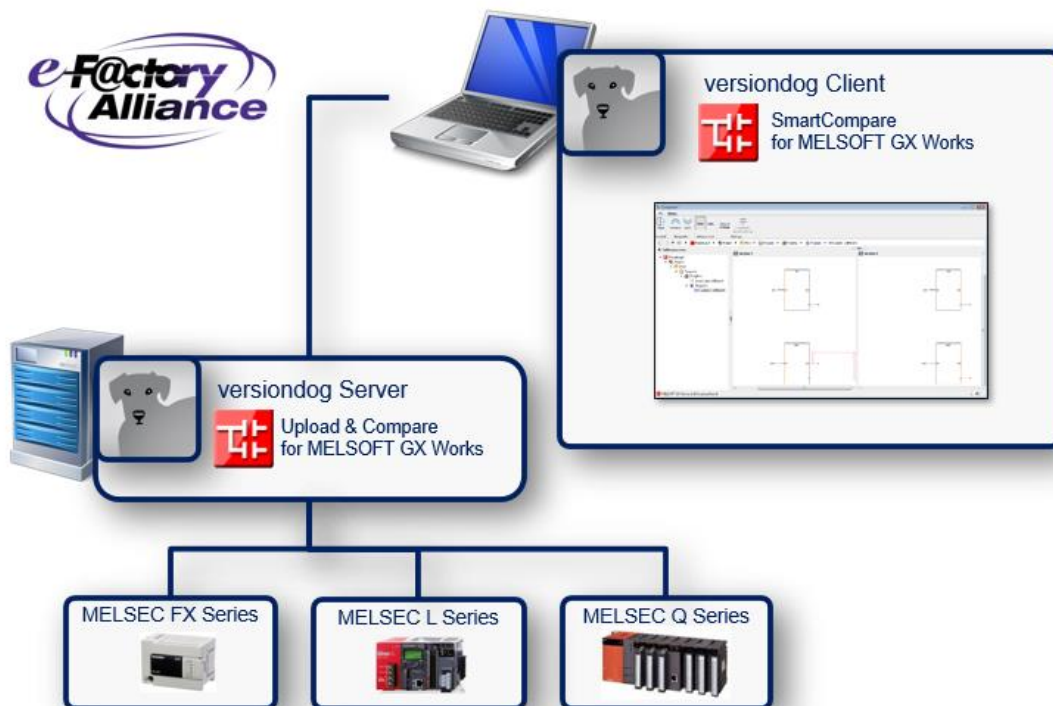 e-F@ctory
Alliance
versiondog Client
SmartCompare
for MELSOFT GX Works
versiondog Server
Upload & Compare
for MELSOFT GX Works
MELSEC FX Series
MELSEC L Series
MELSEC Q Series